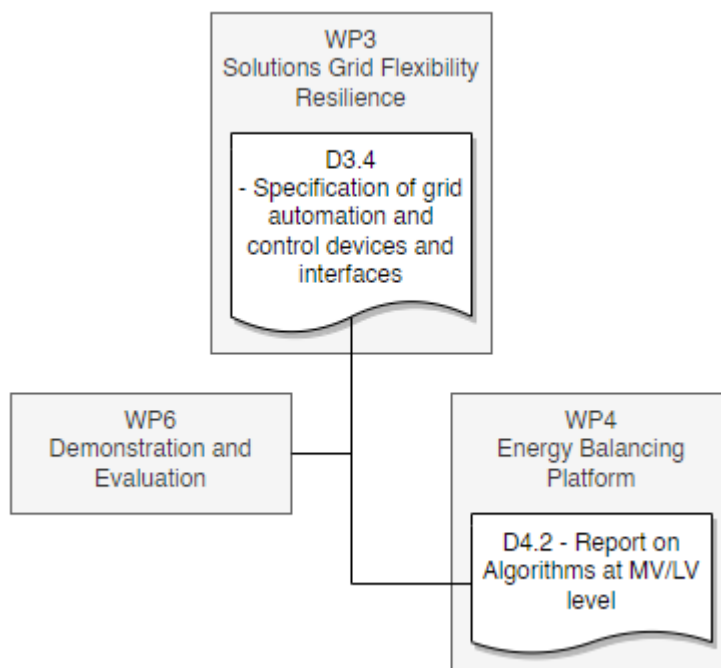 WP3
Solutions Grid Flexibility
Resilience
D3.4
- Specification of grid
automation and
control devices and
interfaces
WP6
Demonstration and
Evaluation
WP4
Energy Balancing
Platform
D4.2 - Report on
Algorithms at MV/LV
level